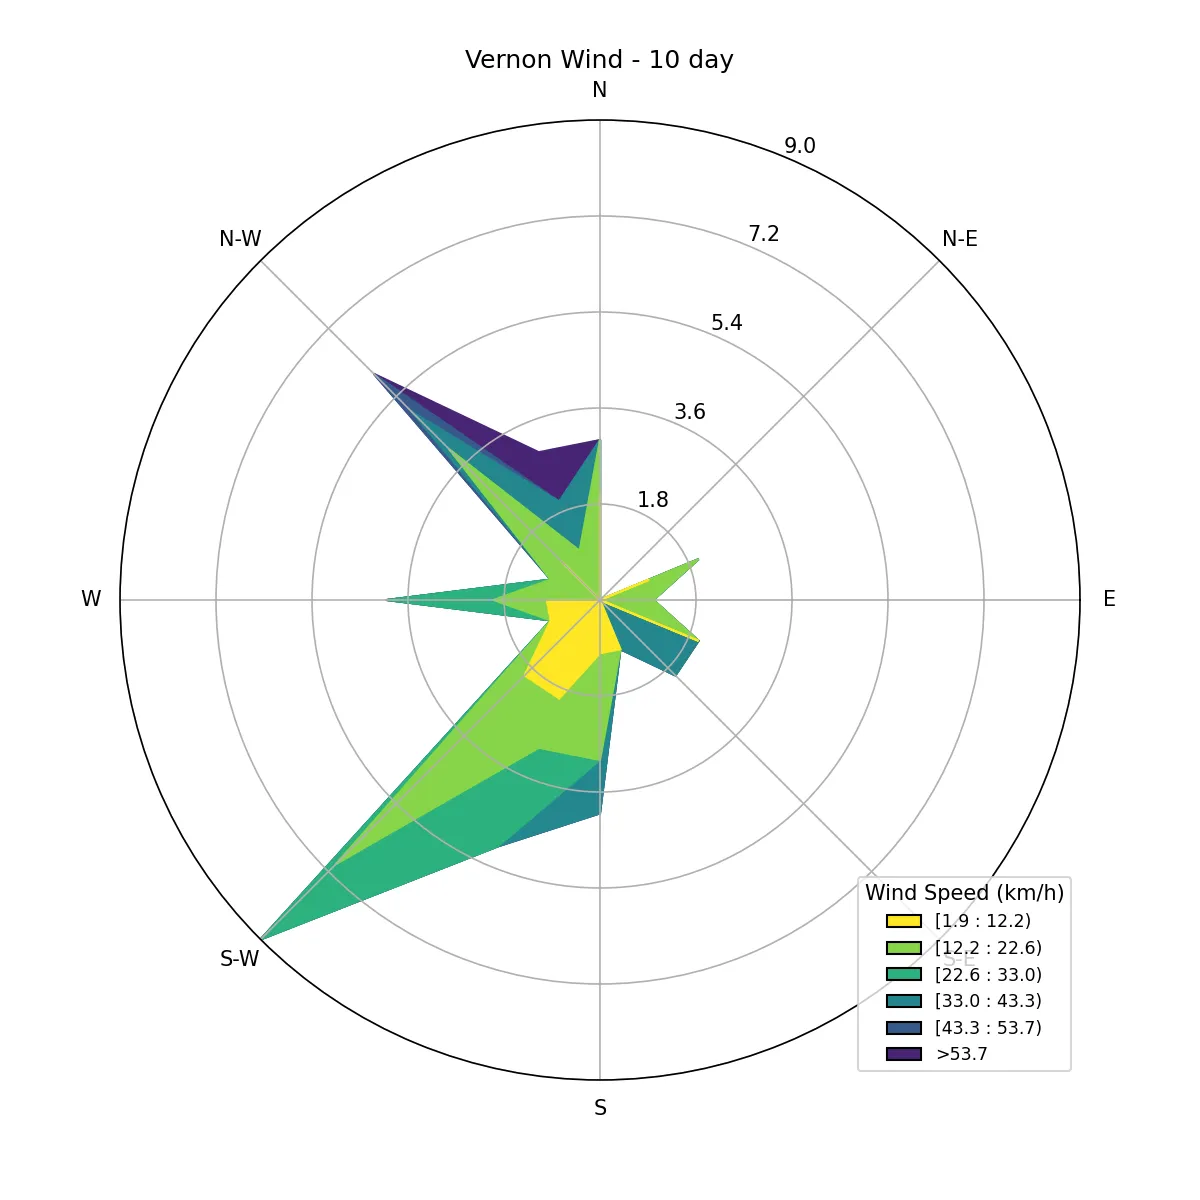 Vernon Wind - 10 day
N
9.0
N-W
N-E
7.2
5.4
3.6
1.8
W
E
S-W
S-E
S
Wind Speed (km/h)
[1.9 : 12.2)
[12.2 : 22.6)
[22.6 : 33.0)
[33.0 : 43.3)
[43.3 : 53.7)
>53.7